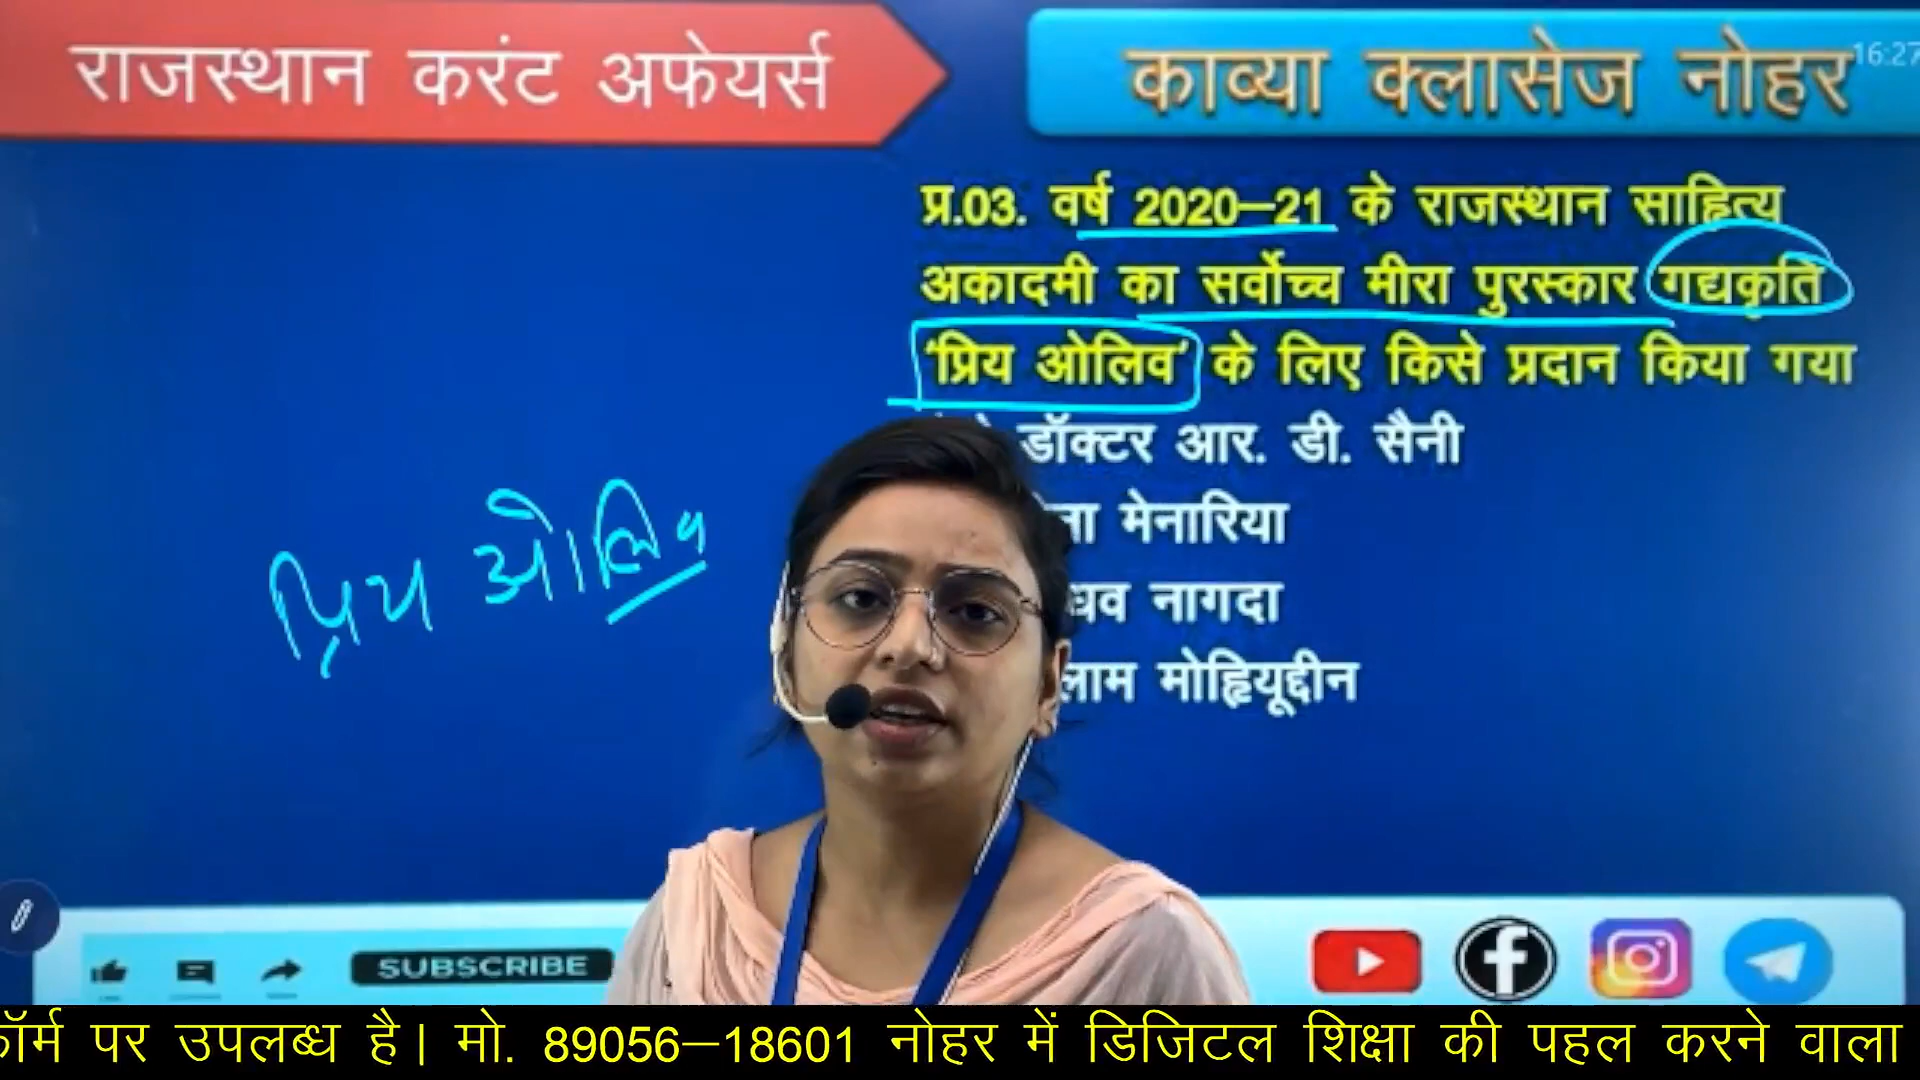 राजस्थान करंट अफेयर्स
काव्या क्लासेज नोहर
16:27
प्र.03. वर्ष 2020–21 के राजस्थान साहित्य
अकादमी का सर्वोच्च मीरा पुरस्कार गद्यकृति
'प्रिय ओलिव' के लिए किसे प्रदान किया गया
डॉक्टर आर. डी. सैनी
मेनारिया
नागदा
मोहियूद्दीन
प्रिय ओलिव
SUBSCRIBE
पर उपलब्ध है। मो. 89056–18601 नोहर में डिजिटल शिक्षा की पहल करने वाला